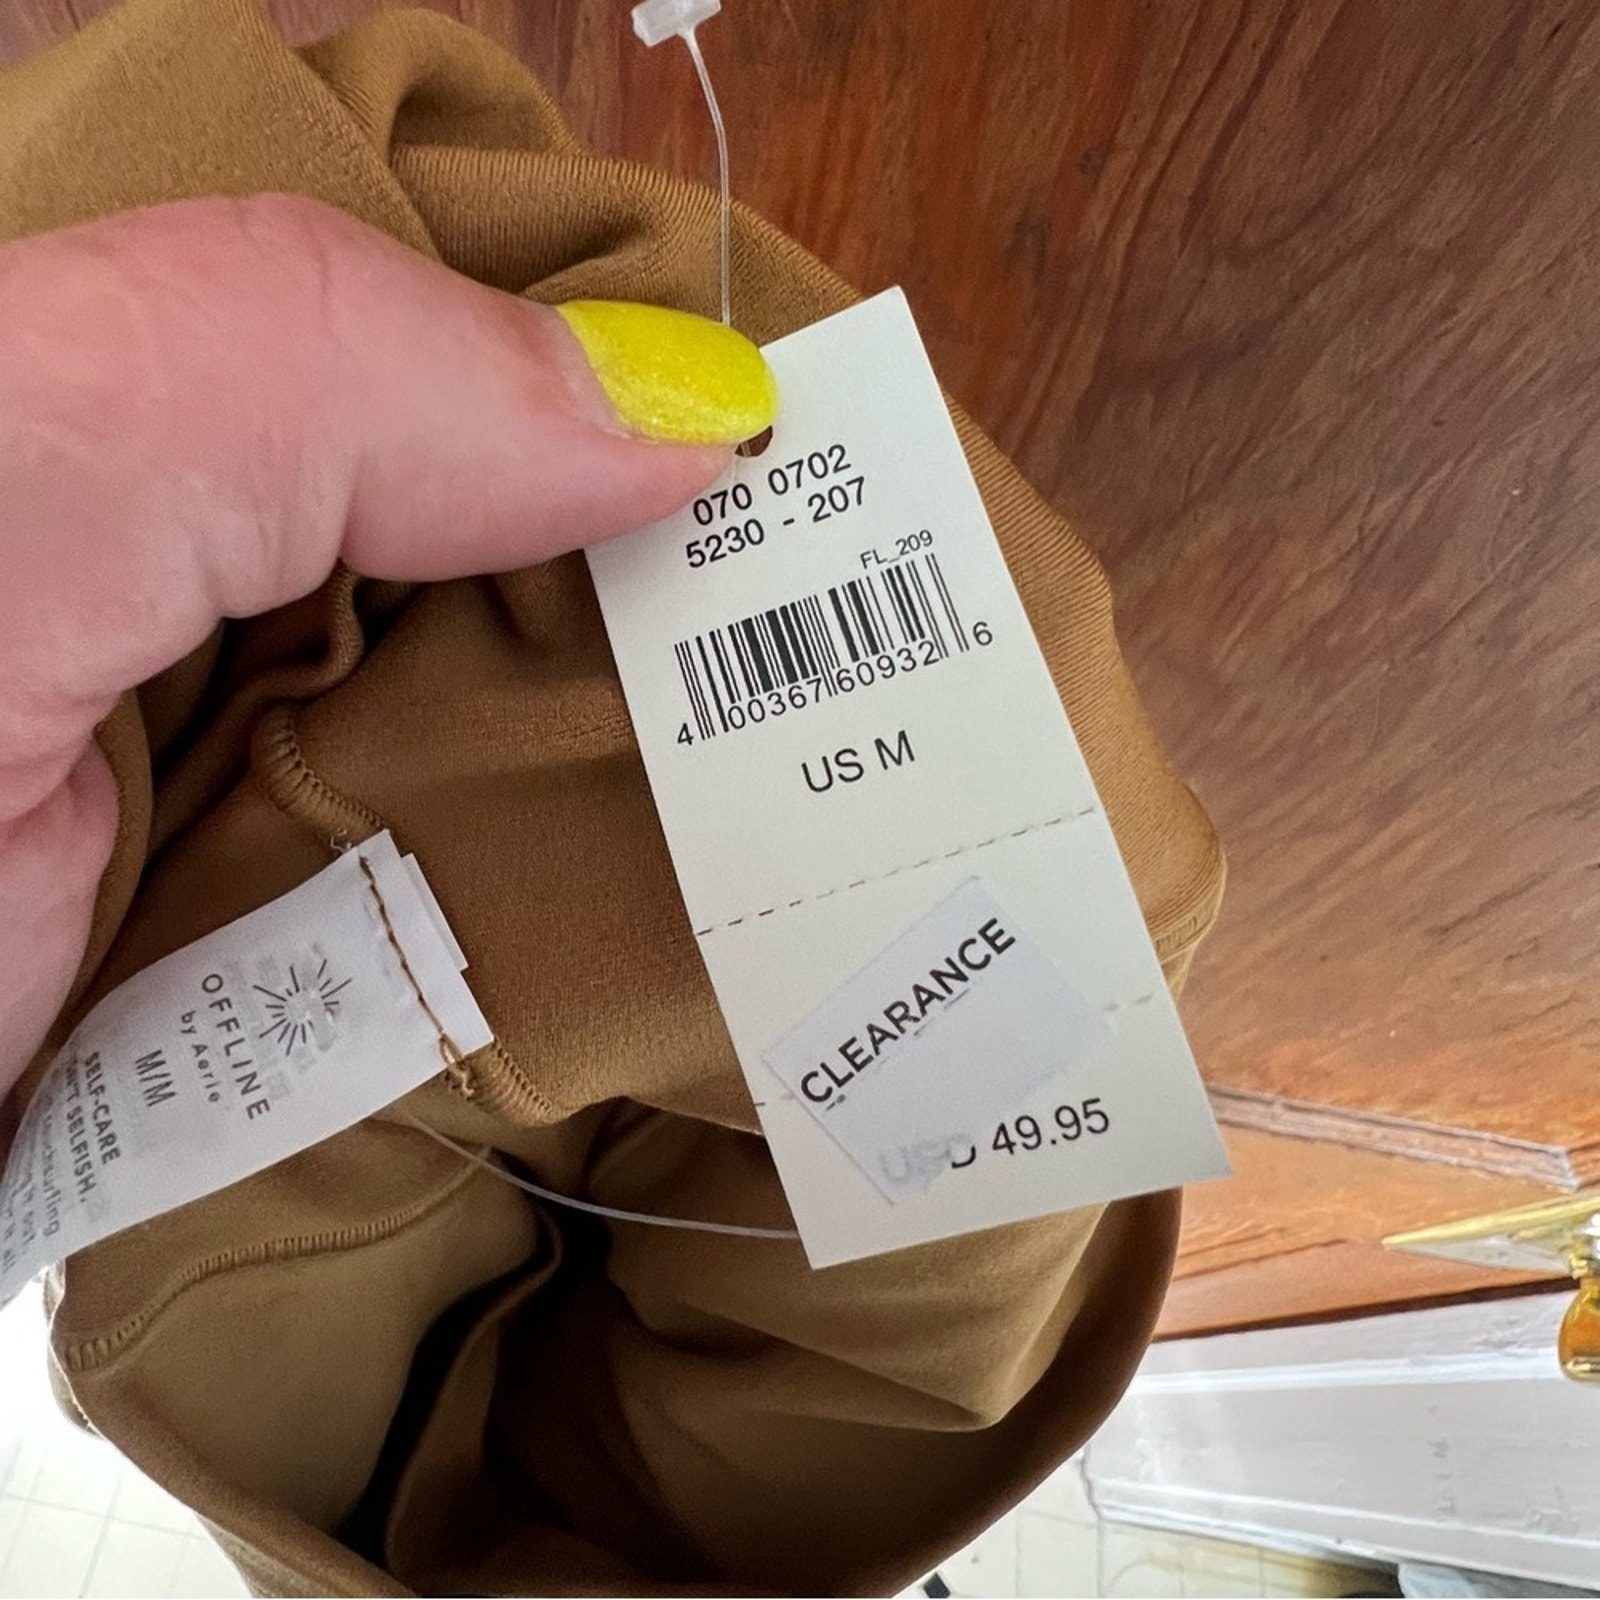 070 0702
5230 - 207
FL_209
4 00367 60932 6
US M
CLEARANCE
USD 49.95
OFFLINE
by Aerie
M/M
SELF-CARE
SELFISH.